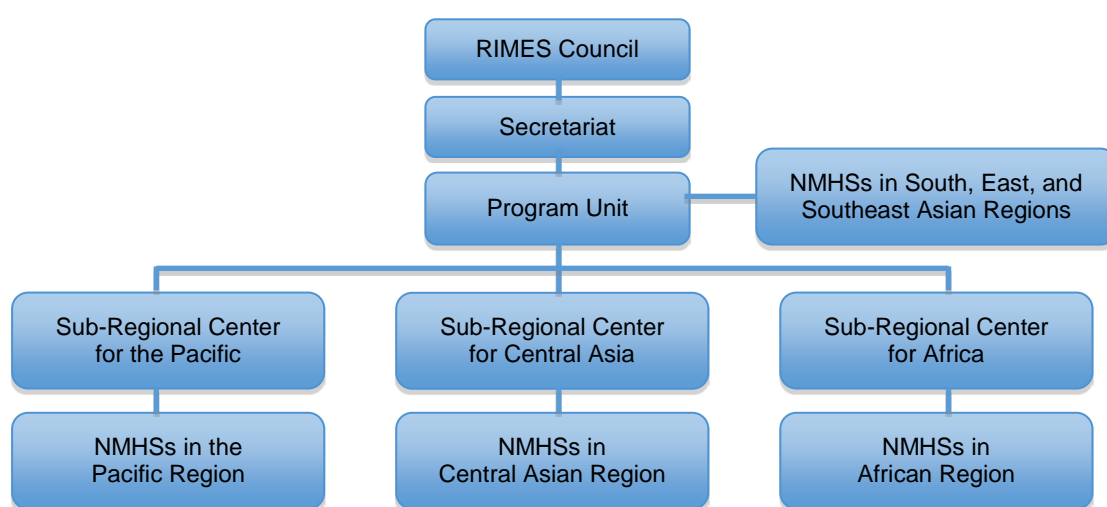 RIMES Council
Secretariat
Program Unit
NMHSs in South, East, and
Southeast Asian Regions
Sub-Regional Center
for the Pacific
Sub-Regional Center
for Central Asia
Sub-Regional Center
for Africa
NMHSs in the
Pacific Region
NMHSs in
Central Asian Region
NMHSs in
African Region